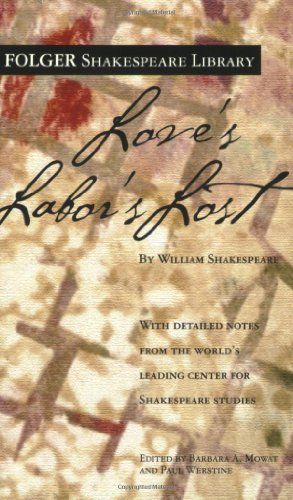 FOLGER SHAKESPEARE LIBRARY
Love's
Labor's Lost
BY WILLIAM SHAKESPEARE
WITH DETAILED NOTES
FROM THE WORLD'S
LEADING CENTER FOR
SHAKESPEARE STUDIES
EDITED BY BARBARA A. MOWAT
AND PAUL WERSTINE